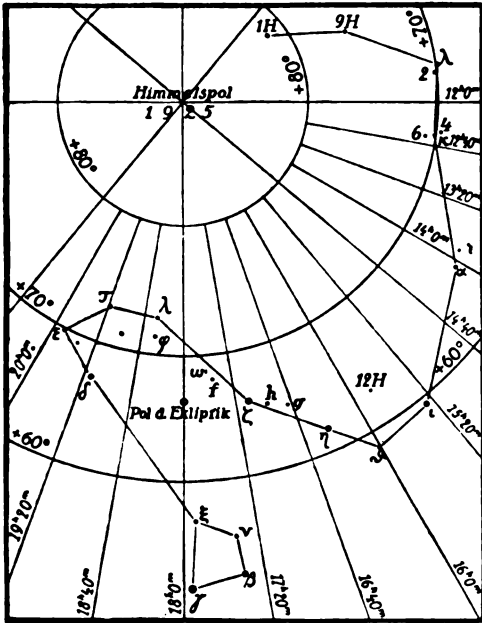 1H 9H +70°
+80° λ
2
Himmelspol
1925
12ʰ0ᵐ
6 4
κ 12ʰ40ᵐ
+80°
13ʰ20ᵐ
14ʰ0ᵐ
ι
α
+70°
τ λ
ε φ
14ʰ40ᵐ
+60°
20ʰ0ᵐ
δ ω f
12H
Pol d. Ekliptik
ζ h g
ι
15ʰ20ᵐ
η
+60°
ϑ
19ʰ20ᵐ
ξ ν
β
γ
18ʰ40ᵐ
18ʰ0ᵐ
17ʰ20ᵐ
16ʰ40ᵐ
16ʰ0ᵐ